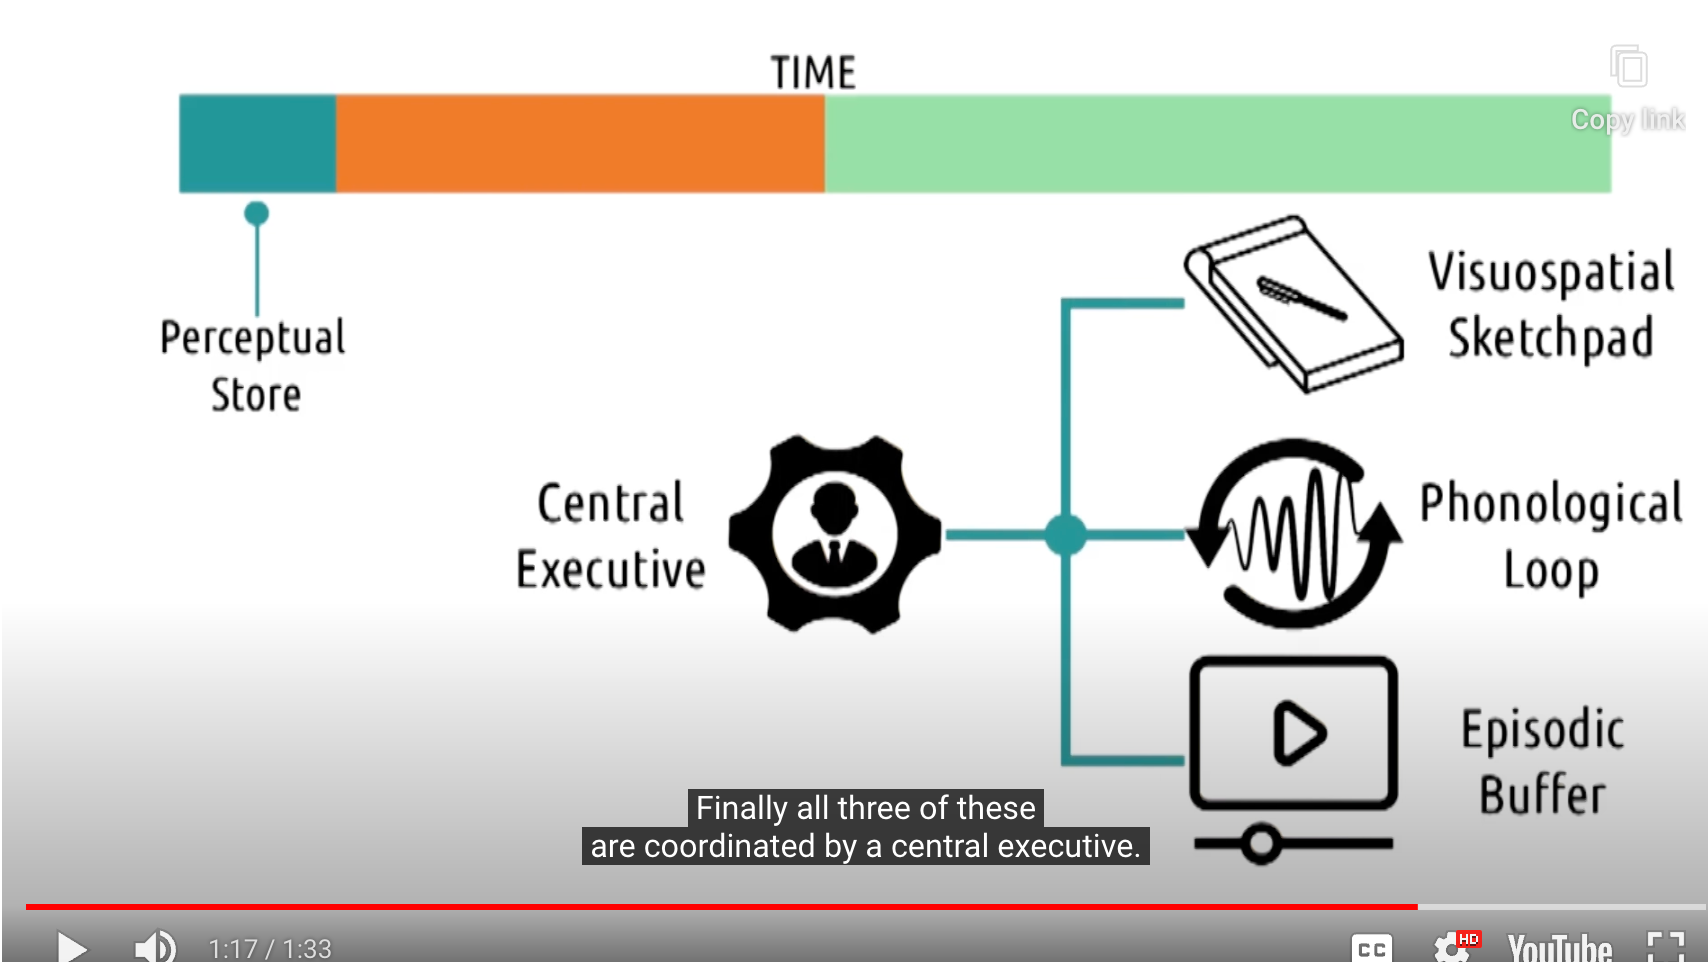 TIME
Copy link
Visuospatial
Sketchpad
Perceptual
Store
Central
Executive
Phonological
Loop
Episodic
Buffer
Finally all three of these
are coordinated by a central executive.
1:17 / 1:33
CC
HD
YouTube